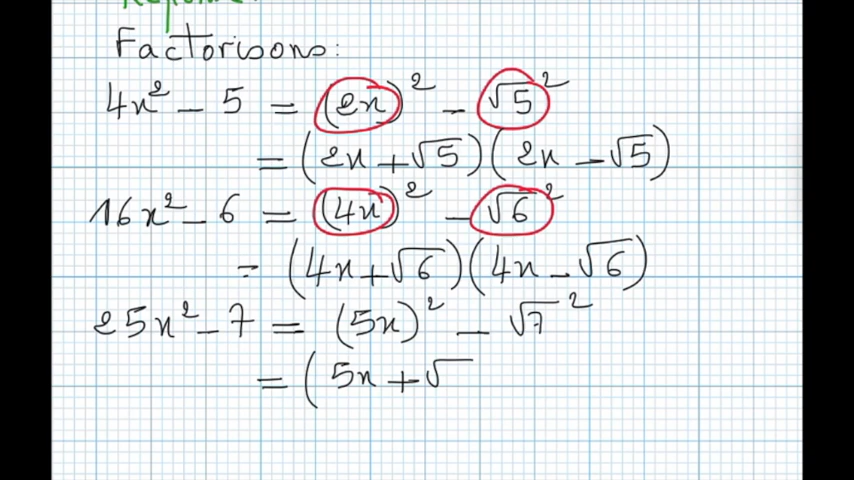 Réponse:
Factorisons:
4x² - 5 = (2x)² - √5²
= (2x + √5)(2x - √5)
16x² - 6 = (4x)² - √6²
= (4x + √6)(4x - √6)
25x² - 7 = (5x)² - √7²
= (5x + √